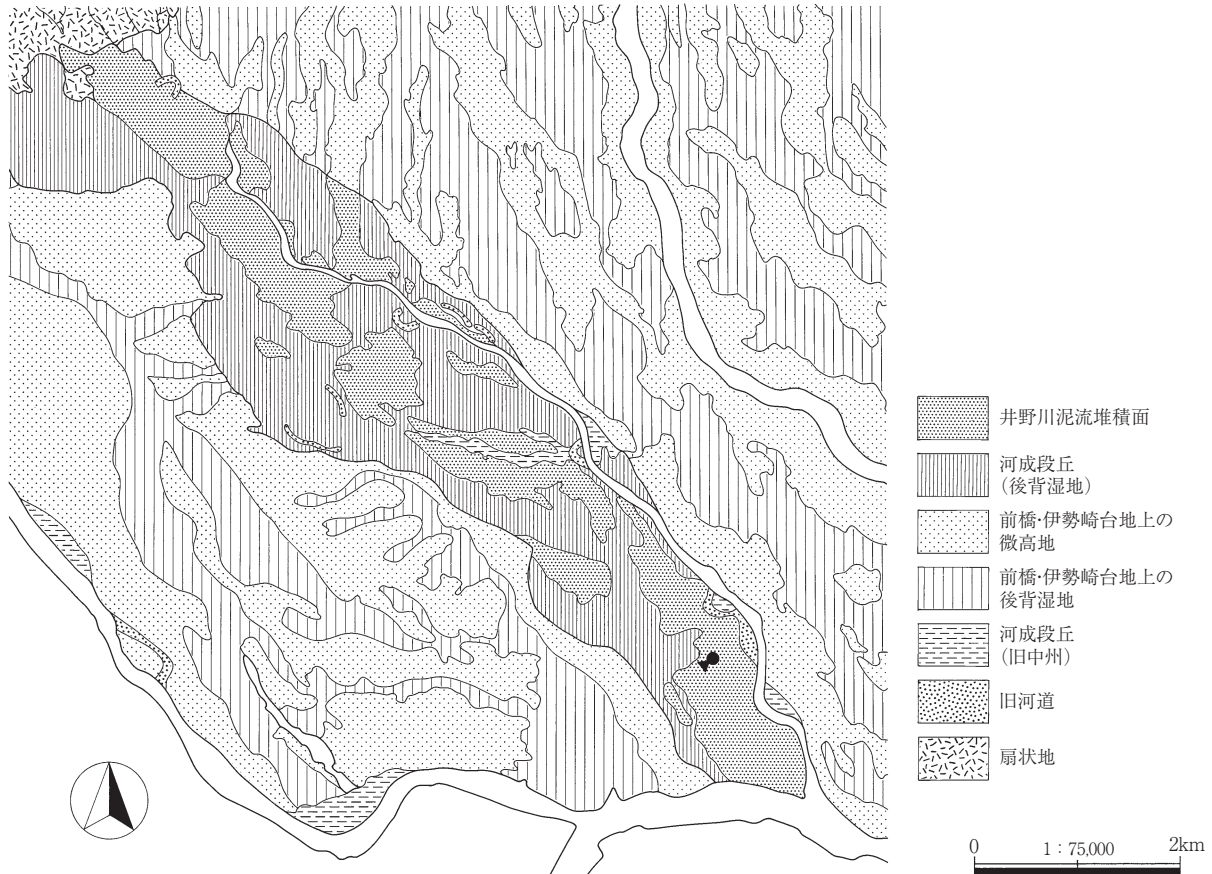 井野川泥流堆積面
河成段丘
(後背湿地)
前橋・伊勢崎台地上の
微高地
前橋・伊勢崎台地上の
後背湿地
河成段丘
(旧中州)
旧河道
扇状地
0 1:75,000 2km